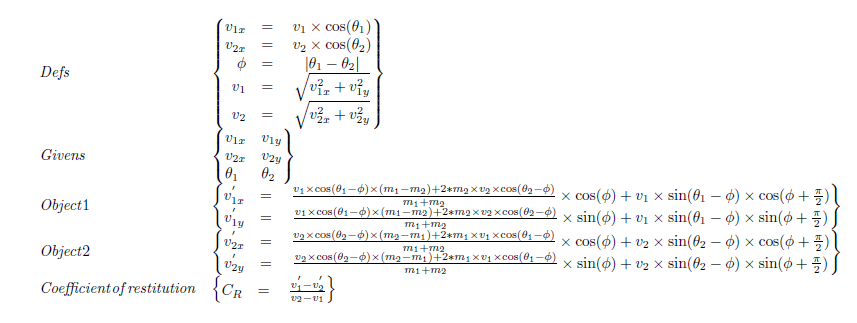 Defs
v₁ₓ = v₁ × cos(θ₁)
v₂ₓ = v₂ × cos(θ₂)
ϕ = |θ₁ − θ₂|
v₁ = √(v₁ₓ² + v₁y²)
v₂ = √(v₂ₓ² + v₂y²)
Givens
v₁ₓ v₁y
v₂ₓ v₂y
θ₁ θ₂
Object1
v′₁ₓ = (v₁×cos(θ₁−ϕ)×(m₁−m₂)+2*m₂×v₂×cos(θ₂−ϕ))/(m₁+m₂) × cos(ϕ) + v₁ × sin(θ₁ − ϕ) × cos(ϕ + π/2)
v′₁y = (v₁×cos(θ₁−ϕ)×(m₁−m₂)+2*m₂×v₂×cos(θ₂−ϕ))/(m₁+m₂) × sin(ϕ) + v₁ × sin(θ₁ − ϕ) × sin(ϕ + π/2)
Object2
v′₂ₓ = (v₂×cos(θ₂−ϕ)×(m₂−m₁)+2*m₁×v₁×cos(θ₁−ϕ))/(m₁+m₂) × cos(ϕ) + v₂ × sin(θ₂ − ϕ) × cos(ϕ + π/2)
v′₂y = (v₂×cos(θ₂−ϕ)×(m₂−m₁)+2*m₁×v₁×cos(θ₁−ϕ))/(m₁+m₂) × sin(ϕ) + v₂ × sin(θ₂ − ϕ) × sin(ϕ + π/2)
Coefficient of restitution { C_R = (v′₁−v′₂)/(v₂−v₁) }